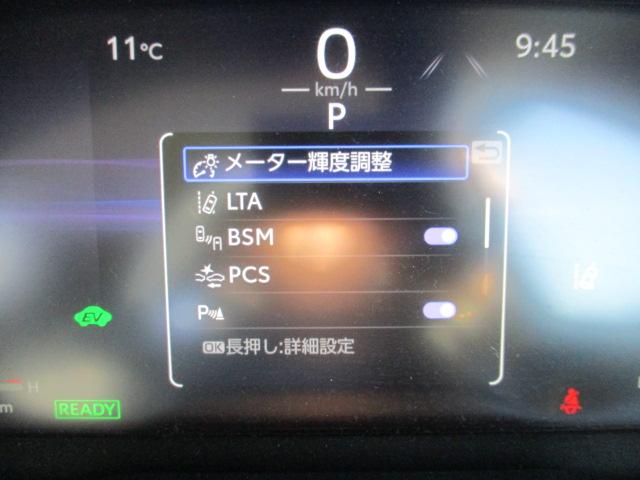 11℃
0
9:45
km/h
P
メーター輝度調整
LTA
BSM
PCS
P
EV
OK長押し:詳細設定
H
m
READY